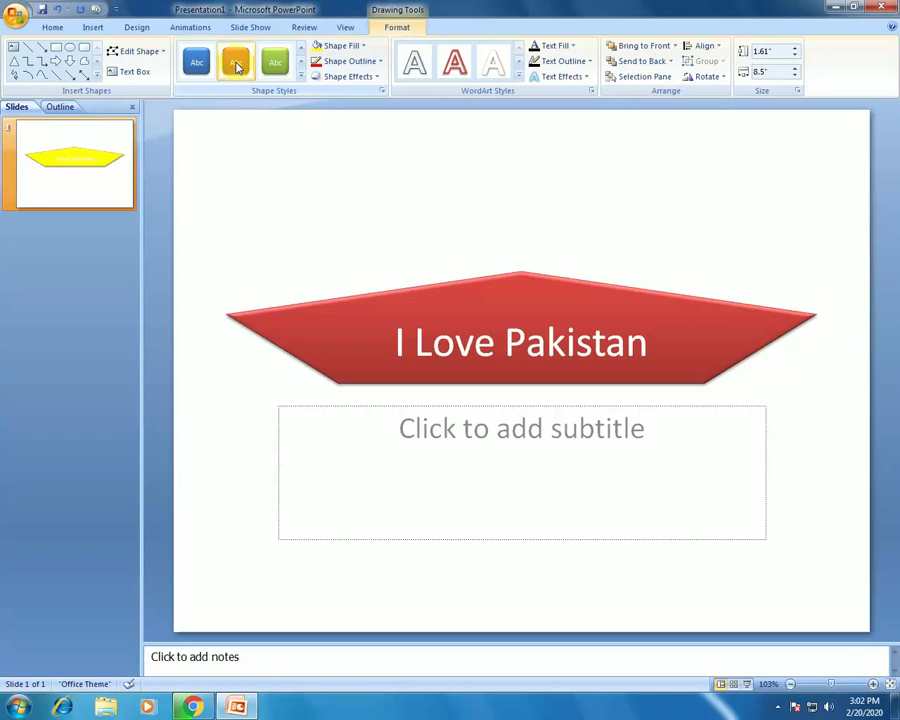 Presentation1 - Microsoft PowerPoint
Drawing Tools
Home Insert Design Animations Slide Show Review View Format
Edit Shape
Text Box
Insert Shapes
Abc Abc Abc
Shape Fill
Shape Outline
Shape Effects
Shape Styles
A A A
Text Fill
Text Outline
Text Effects
WordArt Styles
Bring to Front
Send to Back
Selection Pane
Align
Group
Rotate
Arrange
1.61"
8.5"
Size
Slides Outline
1
I Love Pakistan
Click to add subtitle
Click to add notes
Slide 1 of 1 "Office Theme" 103%
3:02 PM
2/20/2020